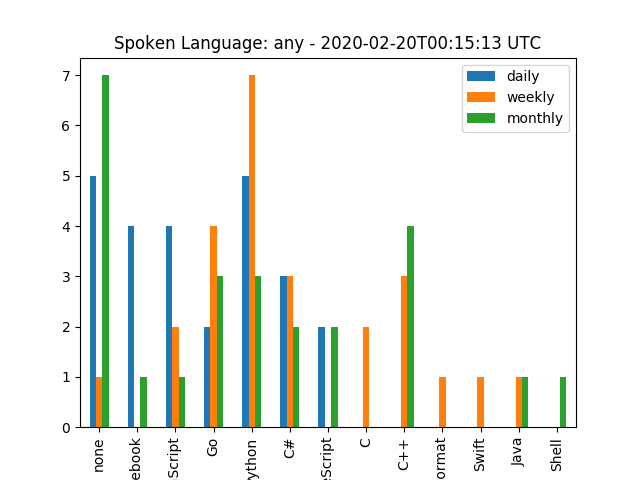 Spoken Language: any - 2020-02-20T00:15:13 UTC
daily
weekly
monthly
7
6
5
4
3
2
1
0
none
ebook
Script
Go
ython
C#
eScript
C
C++
ormat
Swift
Java
Shell